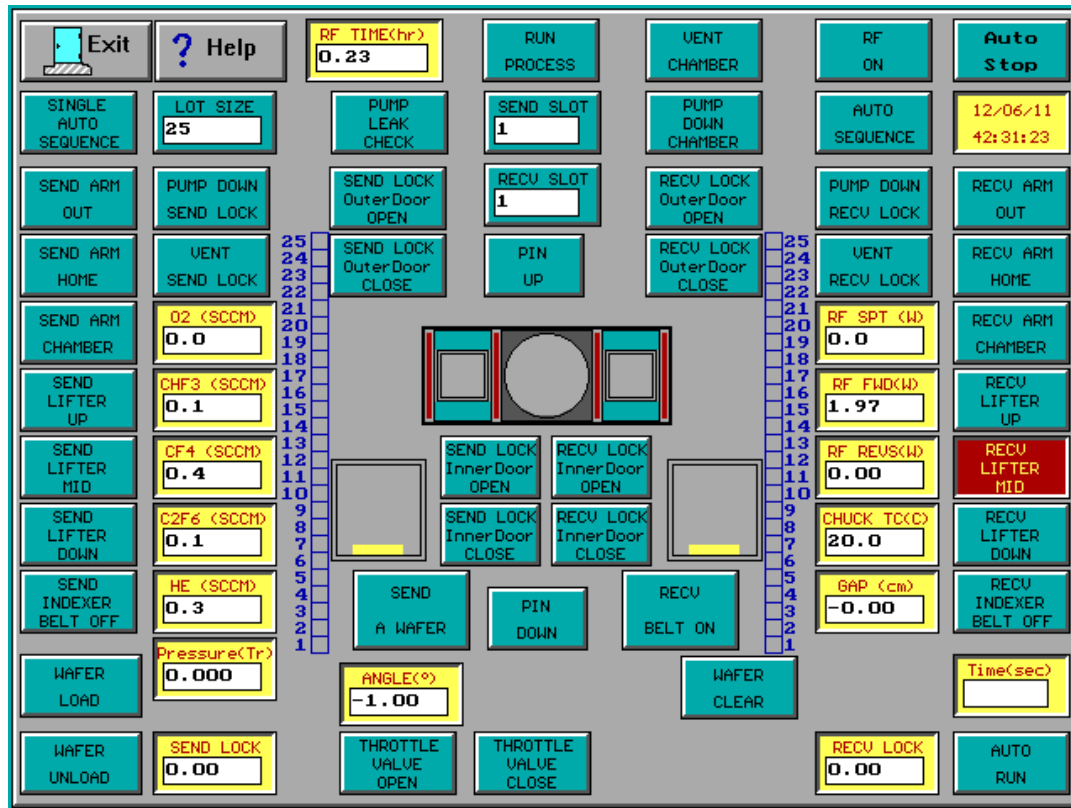 Exit
? Help
RF TIME(hr)
0.23
RUN
PROCESS
VENT
CHAMBER
RF
ON
Auto
Stop
SINGLE
AUTO
SEQUENCE
LOT SIZE
25
PUMP
LEAK
CHECK
SEND SLOT
1
PUMP
DOWN
CHAMBER
AUTO
SEQUENCE
12/06/11
42:31:23
SEND ARM
OUT
PUMP DOWN
SEND LOCK
SEND LOCK
OuterDoor
OPEN
RECV SLOT
1
RECV LOCK
OuterDoor
OPEN
PUMP DOWN
RECV LOCK
RECV ARM
OUT
SEND ARM
HOME
VENT
SEND LOCK
SEND LOCK
OuterDoor
CLOSE
PIN
UP
RECV LOCK
OuterDoor
CLOSE
VENT
RECV LOCK
RECV ARM
HOME
25
24
23
22
21
20
19
18
17
16
15
14
13
12
11
10
9
8
7
6
5
4
3
2
1
25
24
23
22
21
20
19
18
17
16
15
14
13
12
11
10
9
8
7
6
5
4
3
2
1
SEND ARM
CHAMBER
O2 (SCCM)
0.0
RF SPT (W)
0.0
RECV ARM
CHAMBER
SEND
LIFTER
UP
CHF3 (SCCM)
0.1
RF FWD(W)
1.97
RECV
LIFTER
UP
SEND
LIFTER
MID
CF4 (SCCM)
0.4
SEND LOCK
InnerDoor
OPEN
RECV LOCK
InnerDoor
OPEN
RF REVS(W)
0.00
RECV
LIFTER
MID
SEND
LIFTER
DOWN
C2F6 (SCCM)
0.1
SEND LOCK
InnerDoor
CLOSE
RECV LOCK
InnerDoor
CLOSE
CHUCK TC(C)
20.0
RECV
LIFTER
DOWN
SEND
INDEXER
BELT OFF
HE (SCCM)
0.3
SEND
A WAFER
PIN
DOWN
RECV
BELT ON
GAP (cm)
-0.00
RECV
INDEXER
BELT OFF
WAFER
LOAD
Pressure(Tr)
0.000
ANGLE(°)
-1.00
WAFER
CLEAR
Time(sec)
WAFER
UNLOAD
SEND LOCK
0.00
THROTTLE
VALVE
OPEN
THROTTLE
VALVE
CLOSE
RECV LOCK
0.00
AUTO
RUN